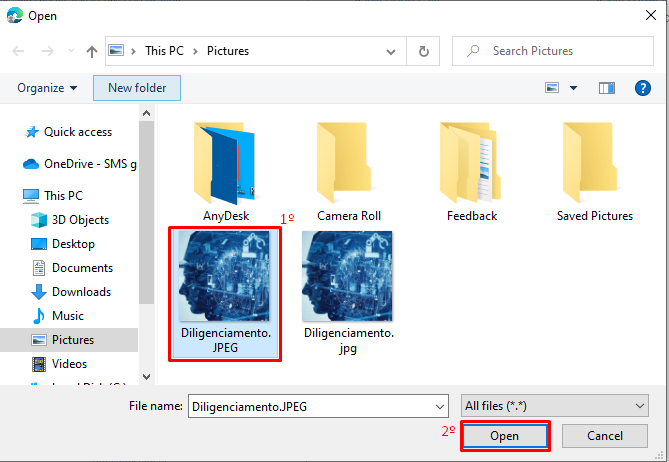 Open
This PC
Pictures
Search Pictures
Organize
New folder
Quick access
OneDrive - SMS g
This PC
3D Objects
Desktop
Documents
Downloads
Music
Pictures
Videos
AnyDesk
Camera Roll
Feedback
Saved Pictures
1º
Diligenciamento.
JPEG
Diligenciamento.
jpg
File name:
Diligenciamento.JPEG
All files (*.*)
2º
Open
Cancel